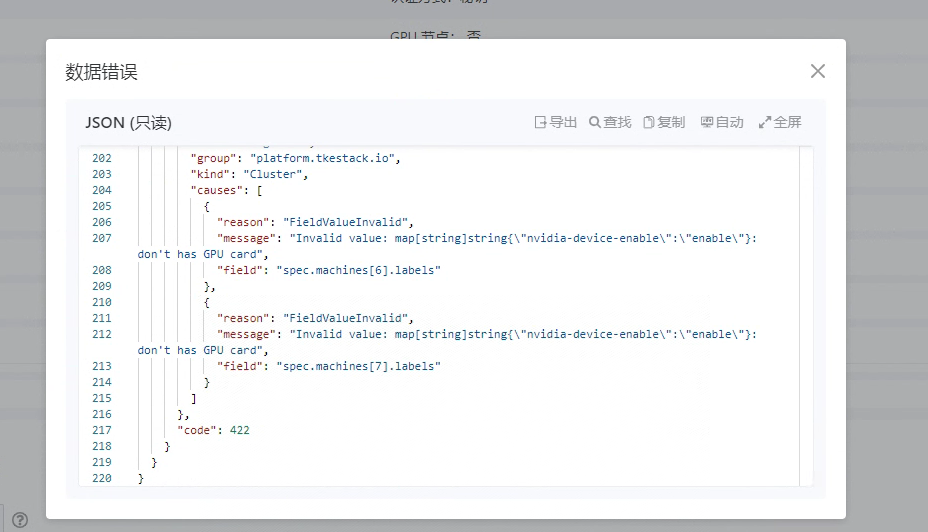 GPU 节点： 否
数据错误
JSON (只读)
导出 查找 复制 自动 全屏
202 "group": "platform.tkestack.io",
203 "kind": "Cluster",
204 "causes": [
205 {
206 "reason": "FieldValueInvalid",
207 "message": "Invalid value: map[string]string{\"nvidia-device-enable\":\"enable\"}:
don't has GPU card",
208 "field": "spec.machines[6].labels"
209 },
210 {
211 "reason": "FieldValueInvalid",
212 "message": "Invalid value: map[string]string{\"nvidia-device-enable\":\"enable\"}:
don't has GPU card",
213 "field": "spec.machines[7].labels"
214 }
215 ]
216 },
217 "code": 422
218 }
219 }
220 }